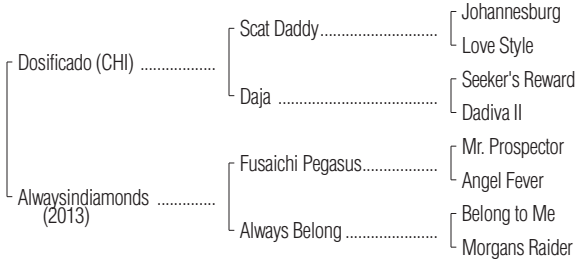 Johannesburg
Scat Daddy
Love Style
Dosificado (CHI)
Seeker's Reward
Daja
Dadiva II
Mr. Prospector
Fusaichi Pegasus
Angel Fever
Alwaysindiamonds
(2013)
Belong to Me
Always Belong
Morgans Raider